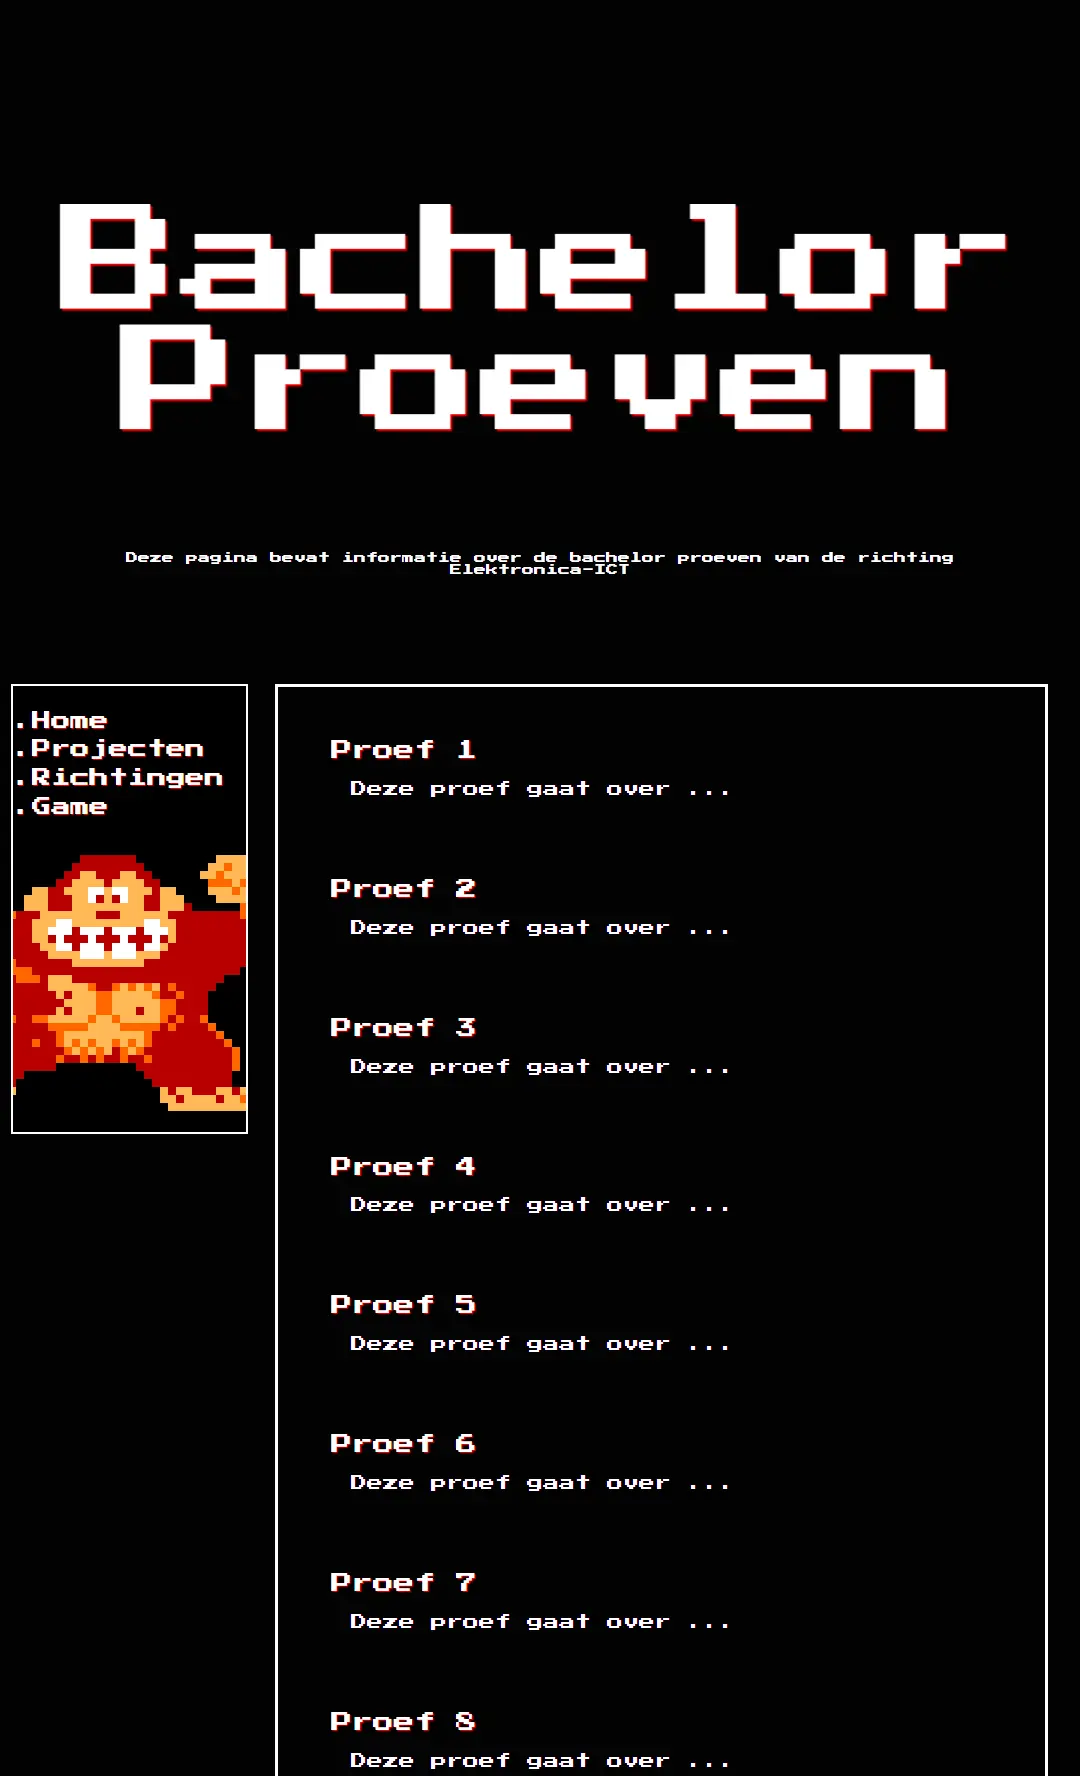 Bachelor
Proeven
Deze pagina bevat informatie over de bachelor proeven van de richting
Elektronica-ICT
.Home
.Projecten
.Richtingen
.Game
Proef 1
Deze proef gaat over ...
Proef 2
Deze proef gaat over ...
Proef 3
Deze proef gaat over ...
Proef 4
Deze proef gaat over ...
Proef 5
Deze proef gaat over ...
Proef 6
Deze proef gaat over ...
Proef 7
Deze proef gaat over ...
Proef 8
Deze proef gaat over ...